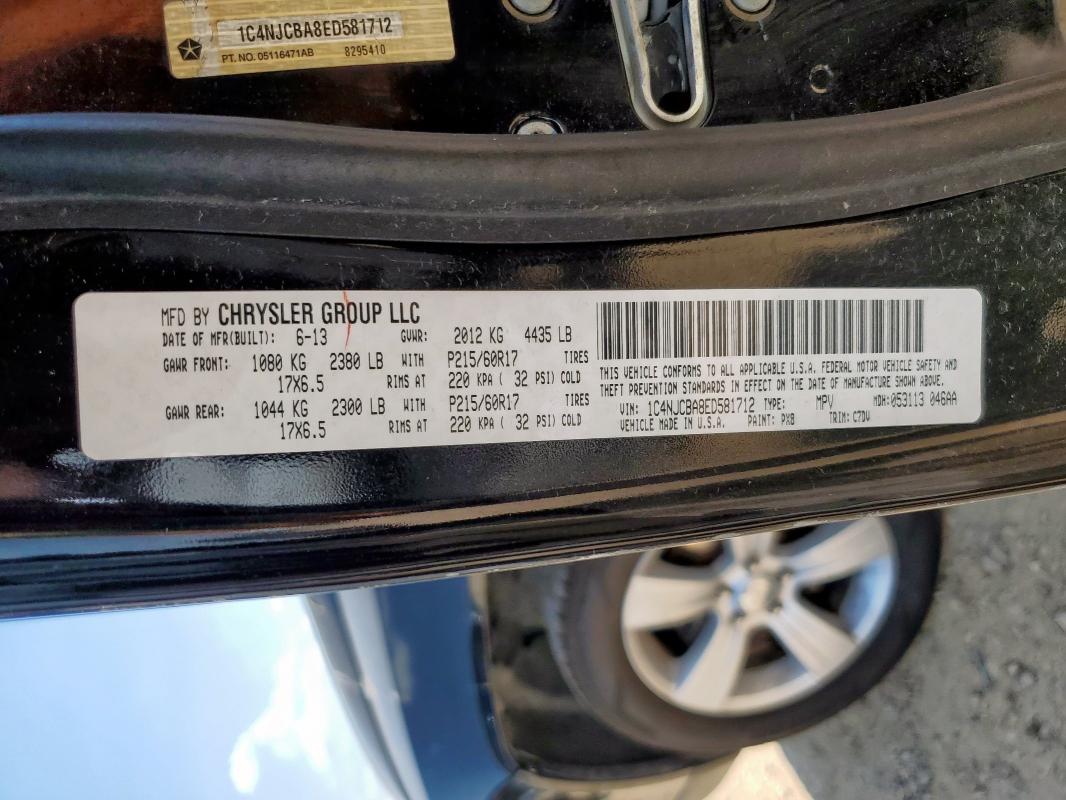 1C4NJCBA8ED581712
PT. NO. 05116471AB 8295410
MFD BY CHRYSLER GROUP LLC
DATE OF MFR(BUILT): 6-13 GVWR: 2012 KG 4435 LB
GAWR FRONT: 1080 KG 2380 LB WITH P215/60R17 TIRES
17X6.5 RIMS AT 220 KPA ( 32 PSI) COLD
GAWR REAR: 1044 KG 2300 LB WITH P215/60R17 TIRES
17X6.5 RIMS AT 220 KPA ( 32 PSI) COLD
THIS VEHICLE CONFORMS TO ALL APPLICABLE U.S.A. FEDERAL MOTOR VEHICLE SAFETY AND
THEFT PREVENTION STANDARDS IN EFFECT ON THE DATE OF MANUFACTURE SHOWN ABOVE.
VIN: 1C4NJCBA8ED581712 TYPE: MPV MDH:053113 046AA
VEHICLE MADE IN U.S.A. PAINT: PX8 TRIM: C7DV